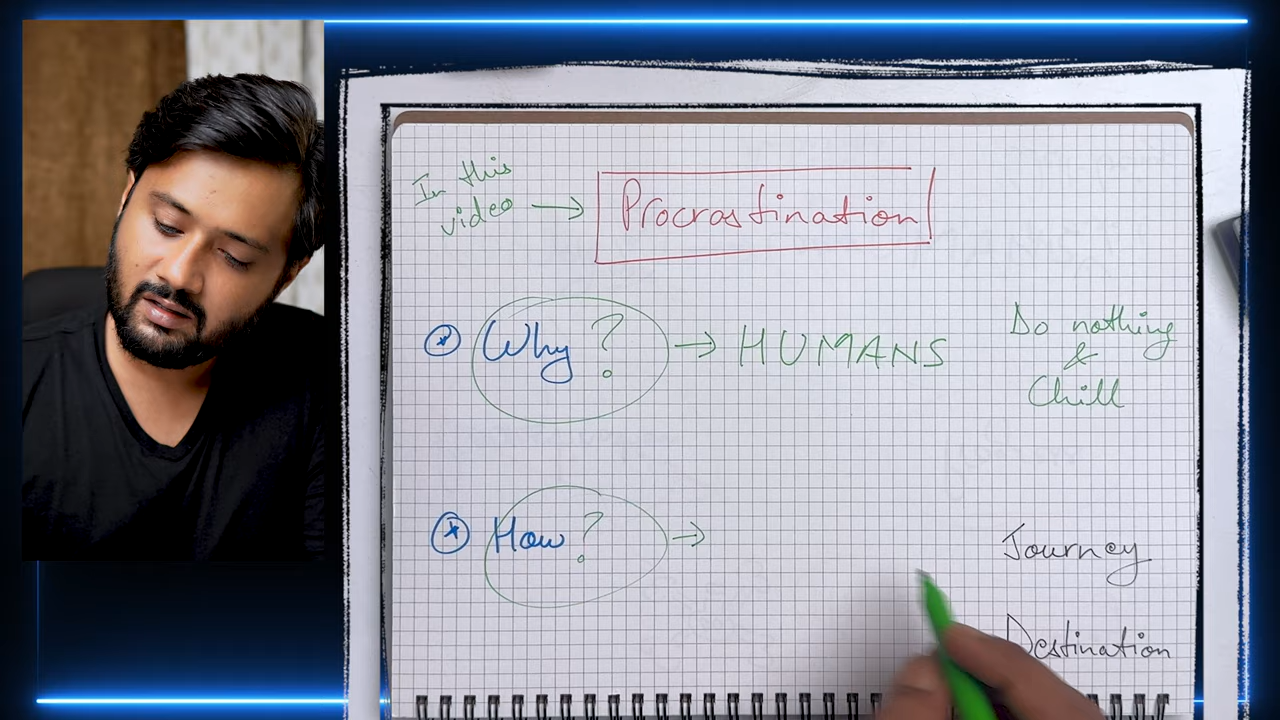 In this
video → Procrastination
Why ? → HUMANS
Do nothing
&
Chill
How ? →
Journey
Destination